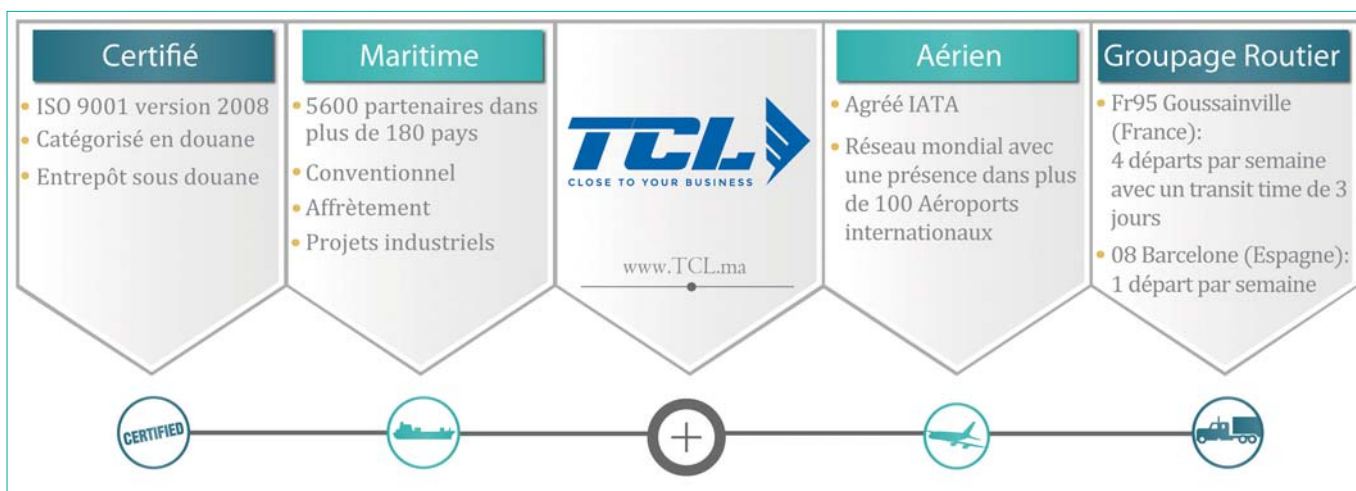 Certifié
• ISO 9001 version 2008
• Catégorisé en douane
• Entrepôt sous douane
Maritime
• 5600 partenaires dans
plus de 180 pays
• Conventionnel
• Affrètement
• Projets industriels
TCL
CLOSE TO YOUR BUSINESS
www.TCL.ma
Aérien
• Agréé IATA
• Réseau mondial avec
une présence dans plus
de 100 Aéroports
internationaux
Groupage Routier
• Fr95 Goussainville
(France):
4 départs par semaine
avec un transit time de 3
jours
• 08 Barcelone (Espagne):
1 départ par semaine
CERTIFIED